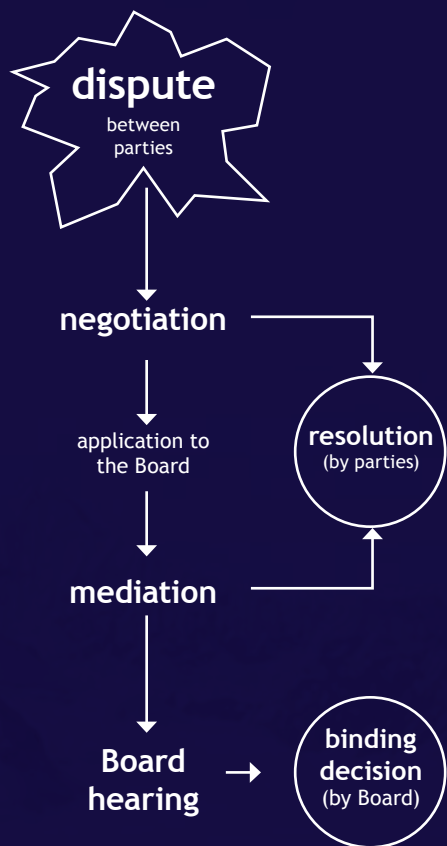 dispute
between
parties
negotiation
application to
the Board
resolution
(by parties)
mediation
Board
hearing
binding
decision
(by Board)